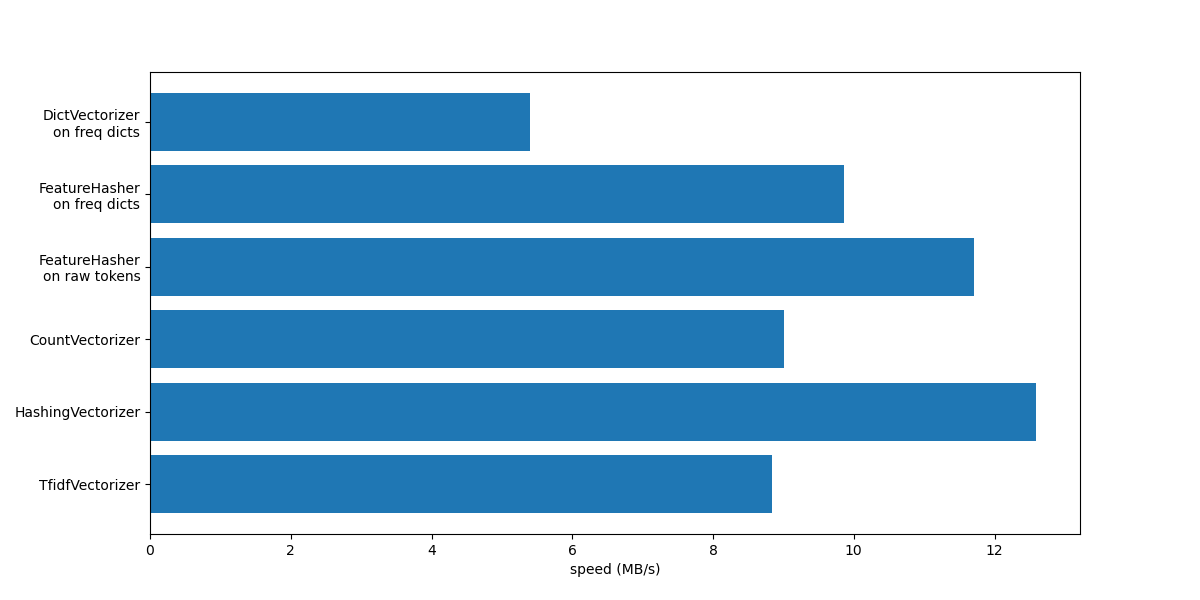 DictVectorizer
on freq dicts
FeatureHasher
on freq dicts
FeatureHasher
on raw tokens
CountVectorizer
HashingVectorizer
TfidfVectorizer
0 2 4 6 8 10 12
speed (MB/s)